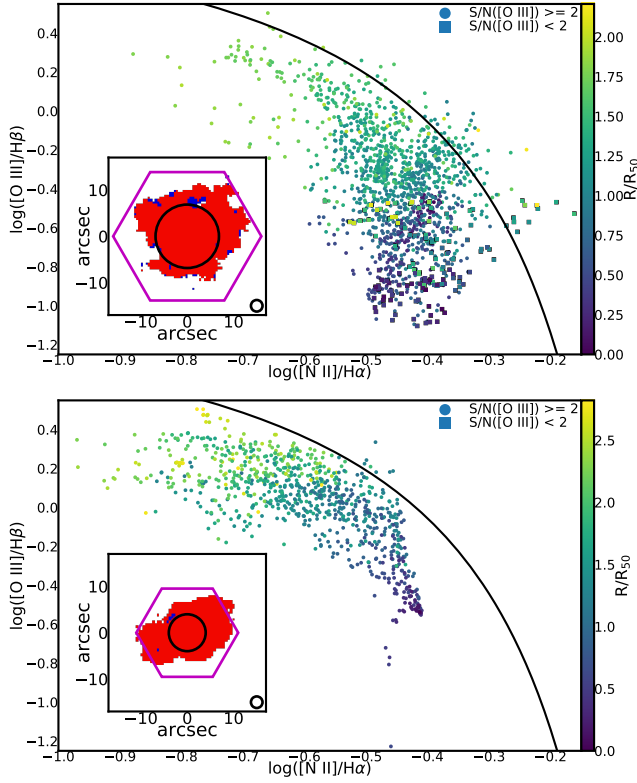 S/N([O III]) >= 2
S/N([O III]) < 2
0.4
0.2
0.0
−0.2
−0.4
−0.6
−0.8
−1.0
−1.2
log([O III]/Hβ)
10
0
−10
arcsec
−10 0 10
arcsec
−1.0 −0.9 −0.8 −0.7 −0.6 −0.5 −0.4 −0.3 −0.2
log([N II]/Hα)
2.00
1.75
1.50
1.25
1.00
0.75
0.50
0.25
0.00
R/R50
S/N([O III]) >= 2
S/N([O III]) < 2
0.4
0.2
0.0
−0.2
−0.4
−0.6
−0.8
−1.0
−1.2
log([O III]/Hβ)
10
0
−10
arcsec
−10 0 10
arcsec
−1.0 −0.9 −0.8 −0.7 −0.6 −0.5 −0.4 −0.3 −0.2
log([N II]/Hα)
2.5
2.0
1.5
1.0
0.5
0.0
R/R50